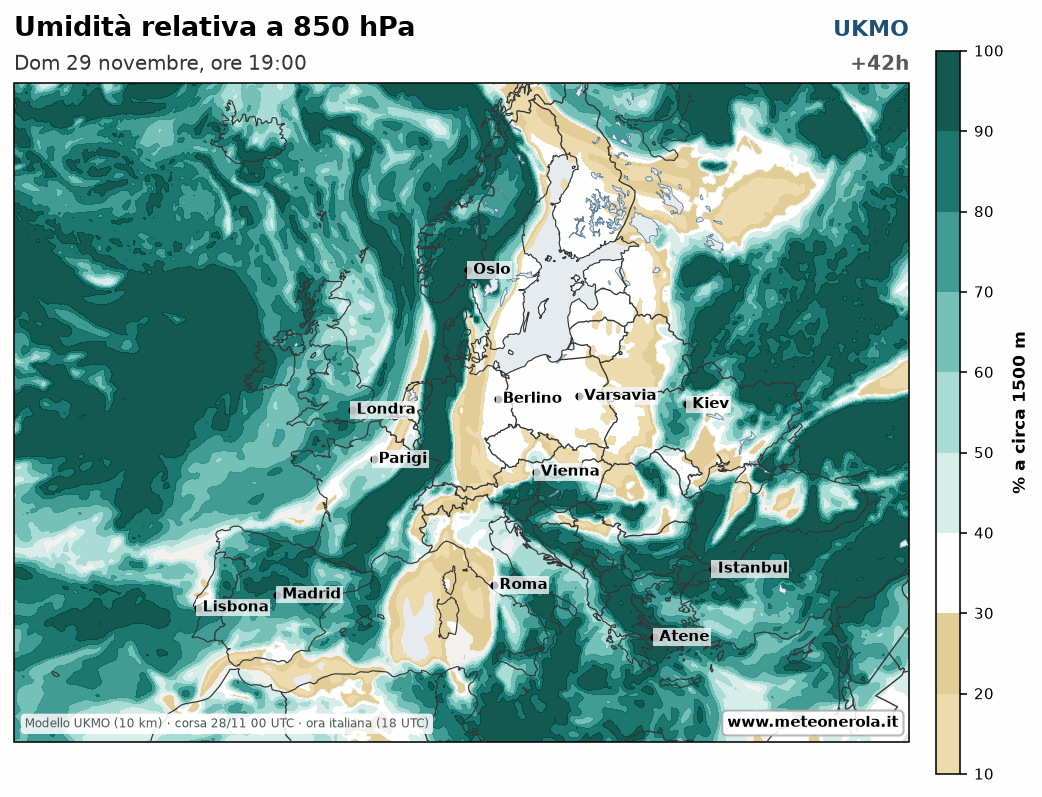 Umidità relativa a 850 hPa
UKMO
Dom 29 novembre, ore 19:00
+42h
100
90
80
70
60
50
40
30
20
10
% a circa 1500 m
Oslo
Berlino
Varsavia
Kiev
Londra
Parigi
Vienna
Istanbul
Roma
Madrid
Lisbona
Atene
Modello UKMO (10 km) · corsa 28/11 00 UTC · ora italiana (18 UTC)
www.meteonerola.it